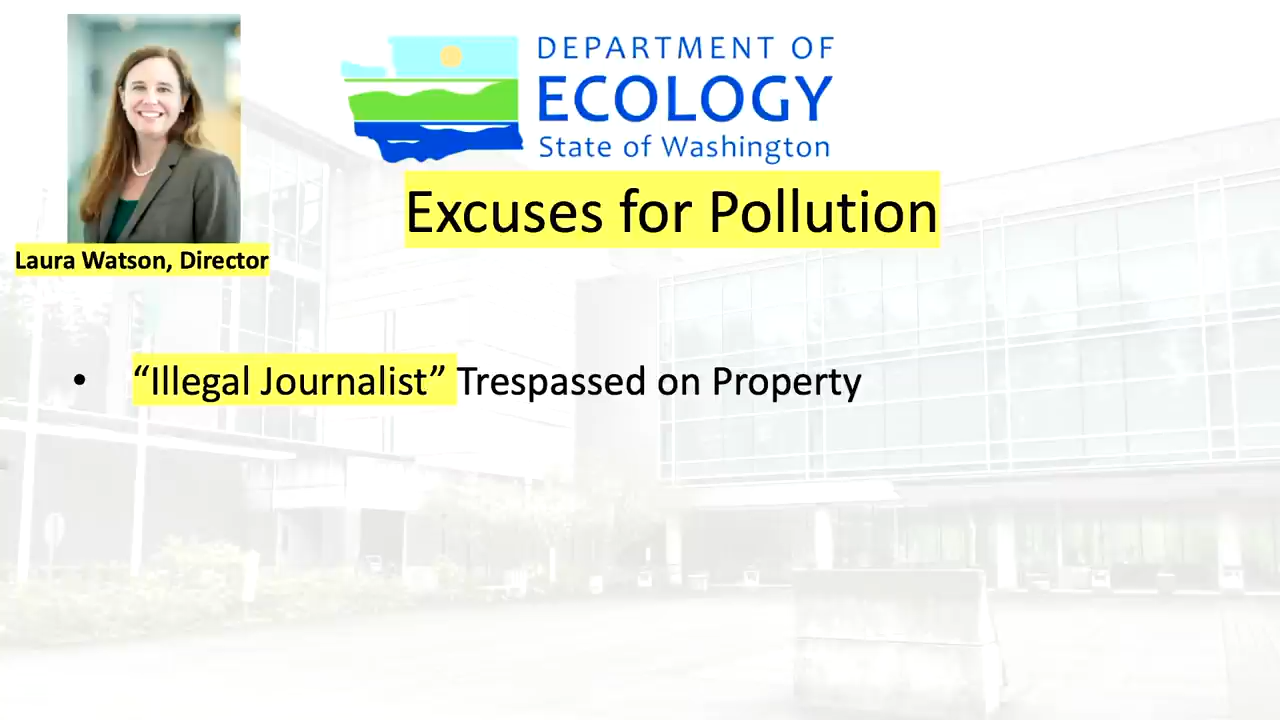 DEPARTMENT OF
ECOLOGY
State of Washington
Excuses for Pollution
Laura Watson, Director
• “Illegal Journalist” Trespassed on Property